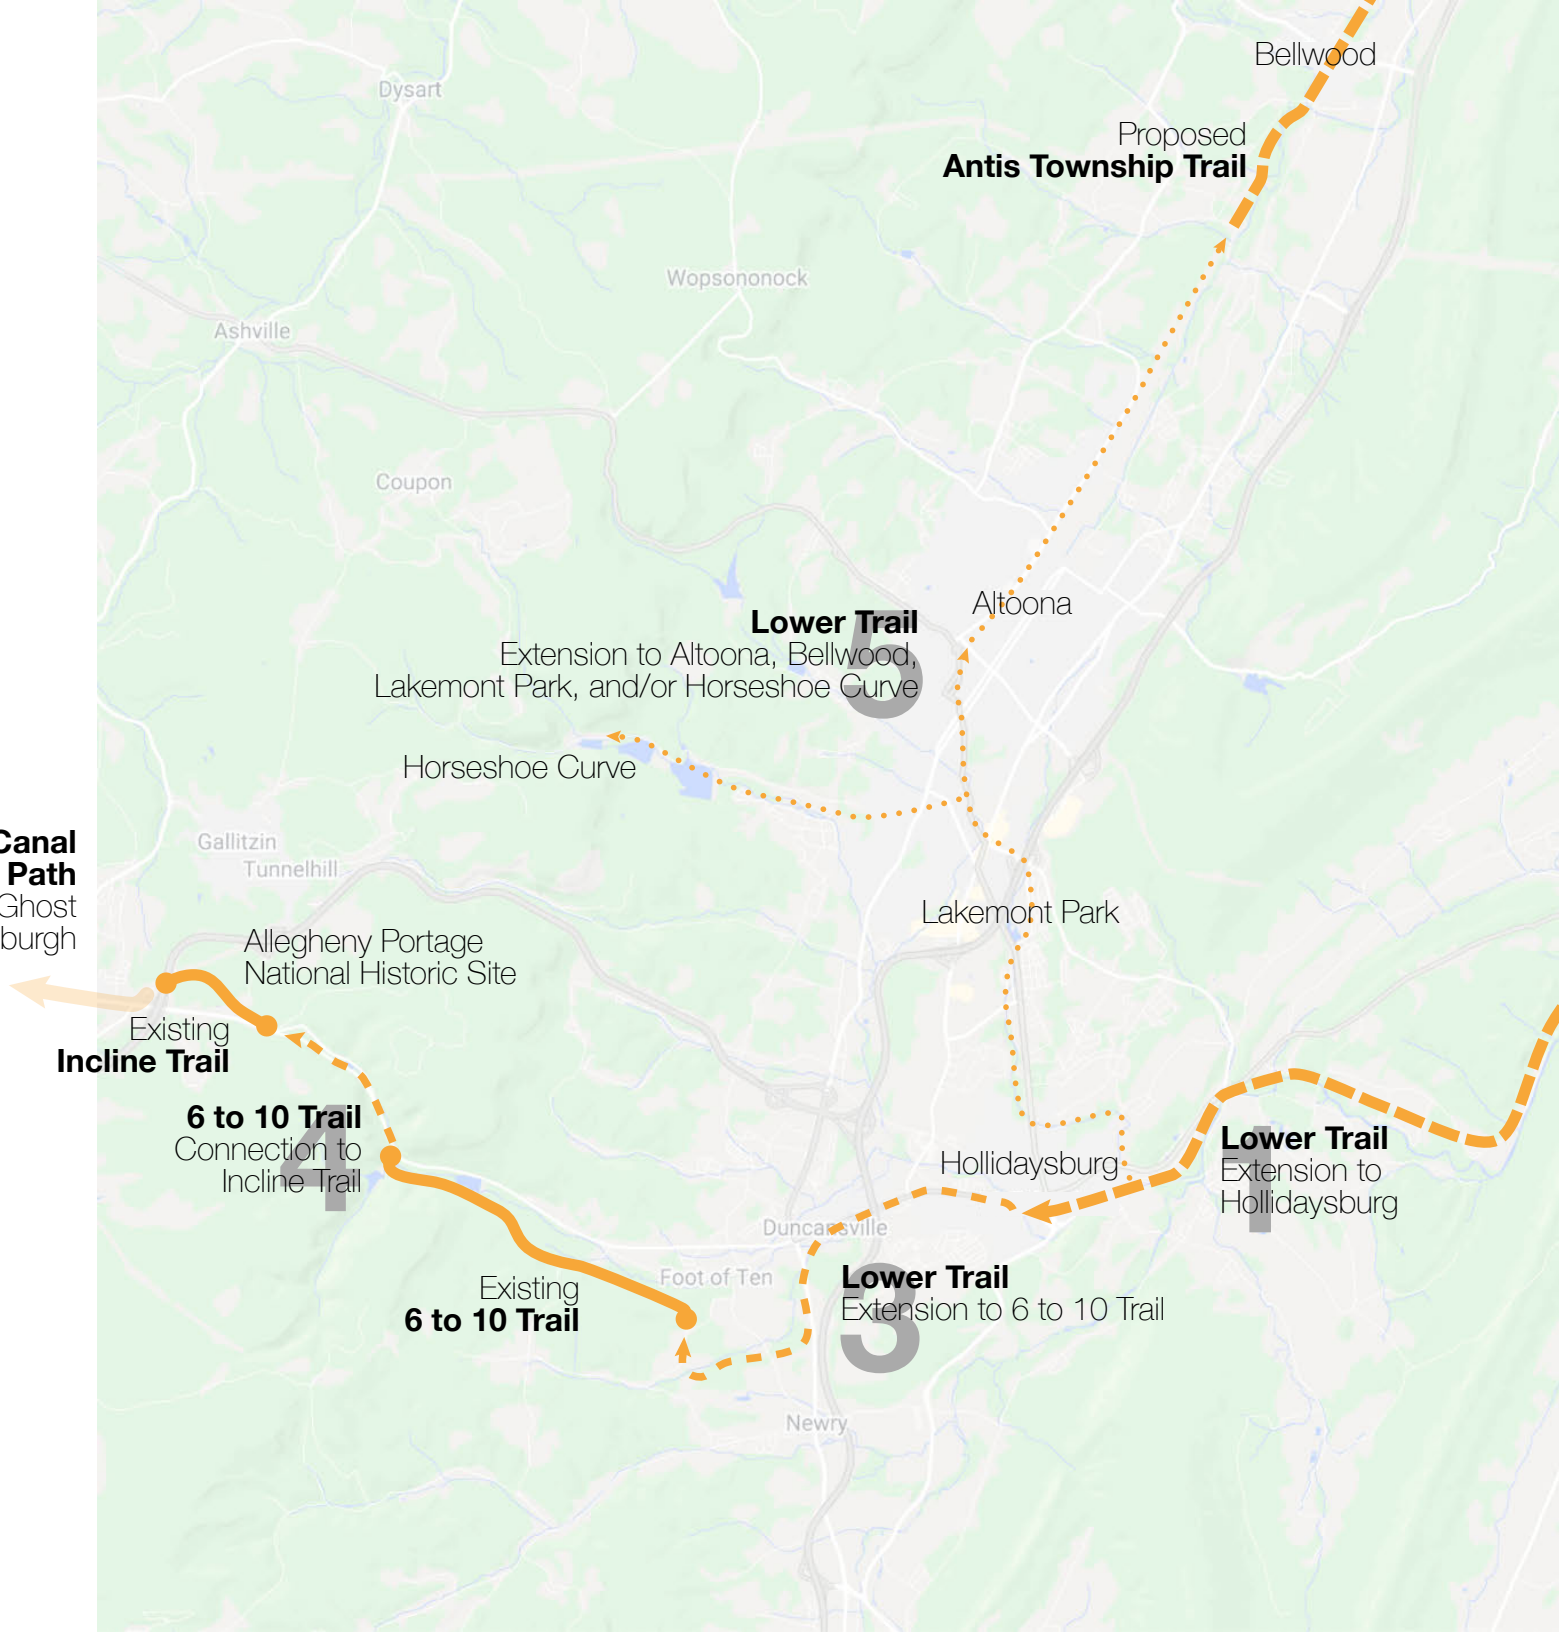 Bellwood
Dysart
Proposed
Antis Township Trail
Wopsononock
Ashville
Coupon
Altoona
5
Lower Trail
Extension to Altoona, Bellwood,
Lakemont Park, and/or Horseshoe Curve
Horseshoe Curve
Canal
Path
Ghost
burgh
Gallitzin
Tunnelhill
Lakemont Park
Allegheny Portage
National Historic Site
Existing
Incline Trail
4
6 to 10 Trail
Connection to
Incline Trail
Hollidaysburg
1
Lower Trail
Extension to
Hollidaysburg
Duncansville
Foot of Ten
3
Lower Trail
Extension to 6 to 10 Trail
Existing
6 to 10 Trail
Newry